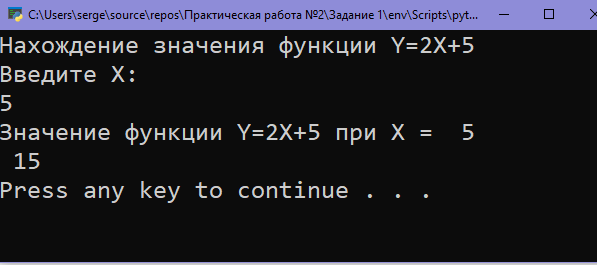 C:\Users\serge\source\repos\Практическая работа №2\Задание 1\env\Scripts\pyt...
Нахождение значения функции Y=2X+5
Введите X:
5
Значение функции Y=2X+5 при X =  5
 15
Press any key to continue . . .